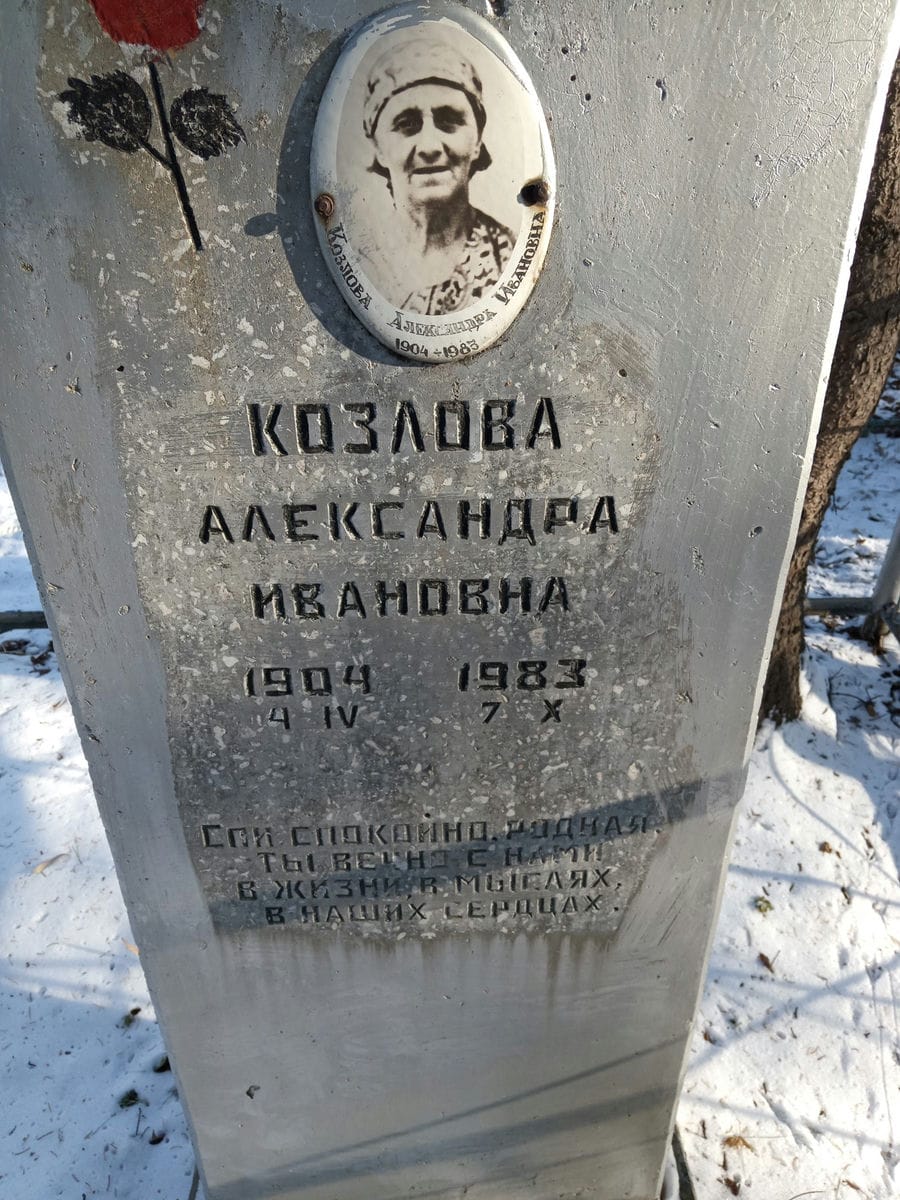 Козлова Александра Ивановна
1904 ÷ 1983
КОЗЛОВА
АЛЕКСАНДРА
ИВАНОВНА
1904 1983
4 IV 7 X
Спи спокойно, родная,
ты вечно с нами
в жизни, в мыслях,
в наших сердцах.